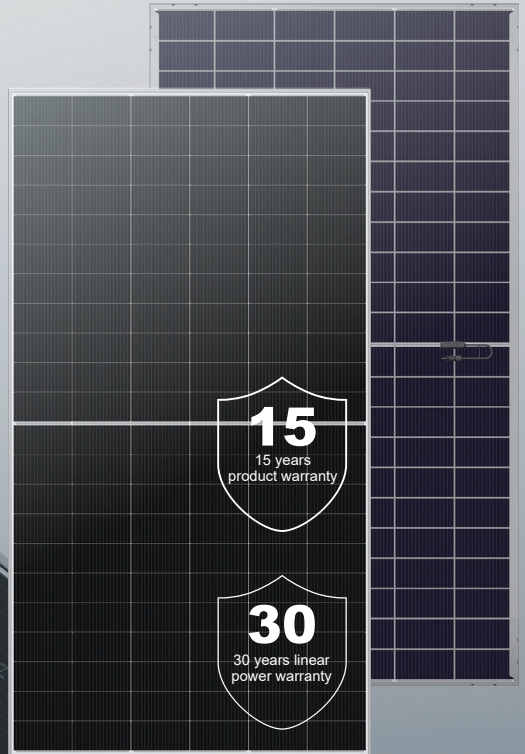 15
15 years
product warranty
30
30 years linear
power warranty